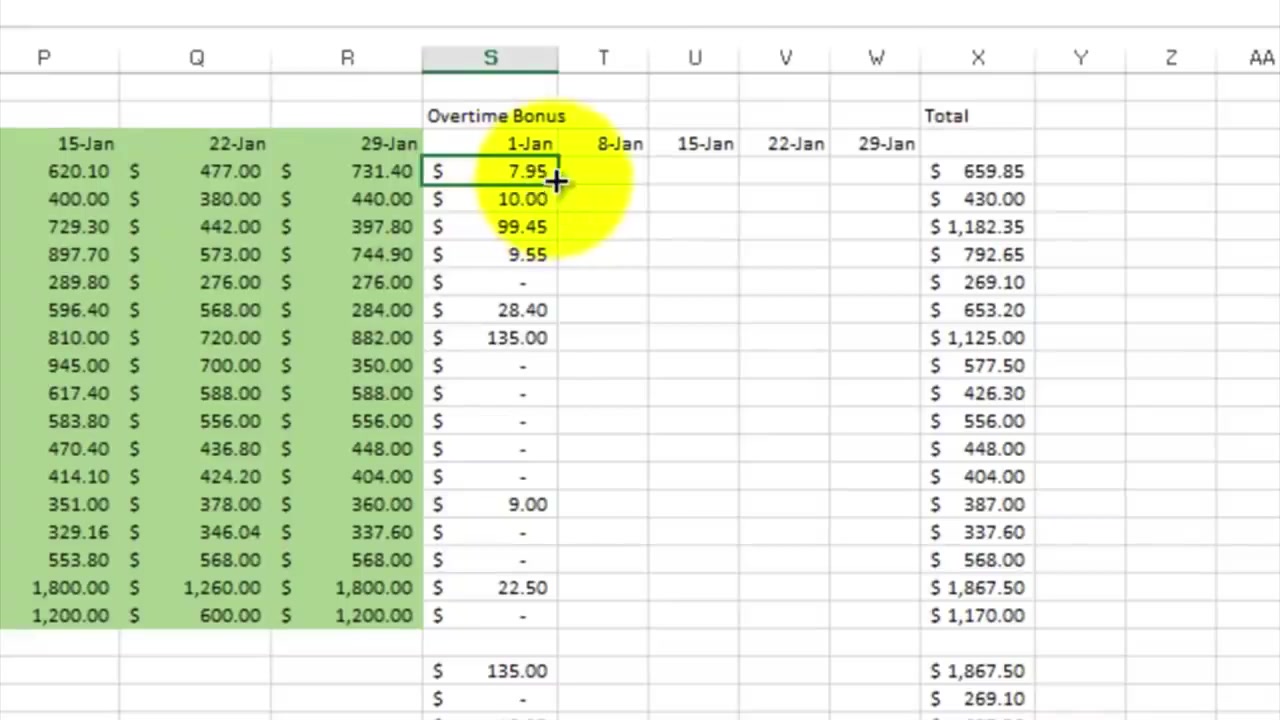 P Q R S T U V W X Y Z AA
Overtime Bonus Total
15-Jan 22-Jan 29-Jan 1-Jan 8-Jan 15-Jan 22-Jan 29-Jan
620.10 $ 477.00 $ 731.40 $ 7.95 $ 659.85
400.00 $ 380.00 $ 440.00 $ 10.00 $ 430.00
729.30 $ 442.00 $ 397.80 $ 99.45 $ 1,182.35
897.70 $ 573.00 $ 744.90 $ 9.55 $ 792.65
289.80 $ 276.00 $ 276.00 $ - $ 269.10
596.40 $ 568.00 $ 284.00 $ 28.40 $ 653.20
810.00 $ 720.00 $ 882.00 $ 135.00 $ 1,125.00
945.00 $ 700.00 $ 350.00 $ - $ 577.50
617.40 $ 588.00 $ 588.00 $ - $ 426.30
583.80 $ 556.00 $ 556.00 $ - $ 556.00
470.40 $ 436.80 $ 448.00 $ - $ 448.00
414.10 $ 424.20 $ 404.00 $ - $ 404.00
351.00 $ 378.00 $ 360.00 $ 9.00 $ 387.00
329.16 $ 346.04 $ 337.60 $ - $ 337.60
553.80 $ 568.00 $ 568.00 $ - $ 568.00
1,800.00 $ 1,260.00 $ 1,800.00 $ 22.50 $ 1,867.50
1,200.00 $ 600.00 $ 1,200.00 $ - $ 1,170.00
$ 135.00 $ 1,867.50
$ - $ 269.10